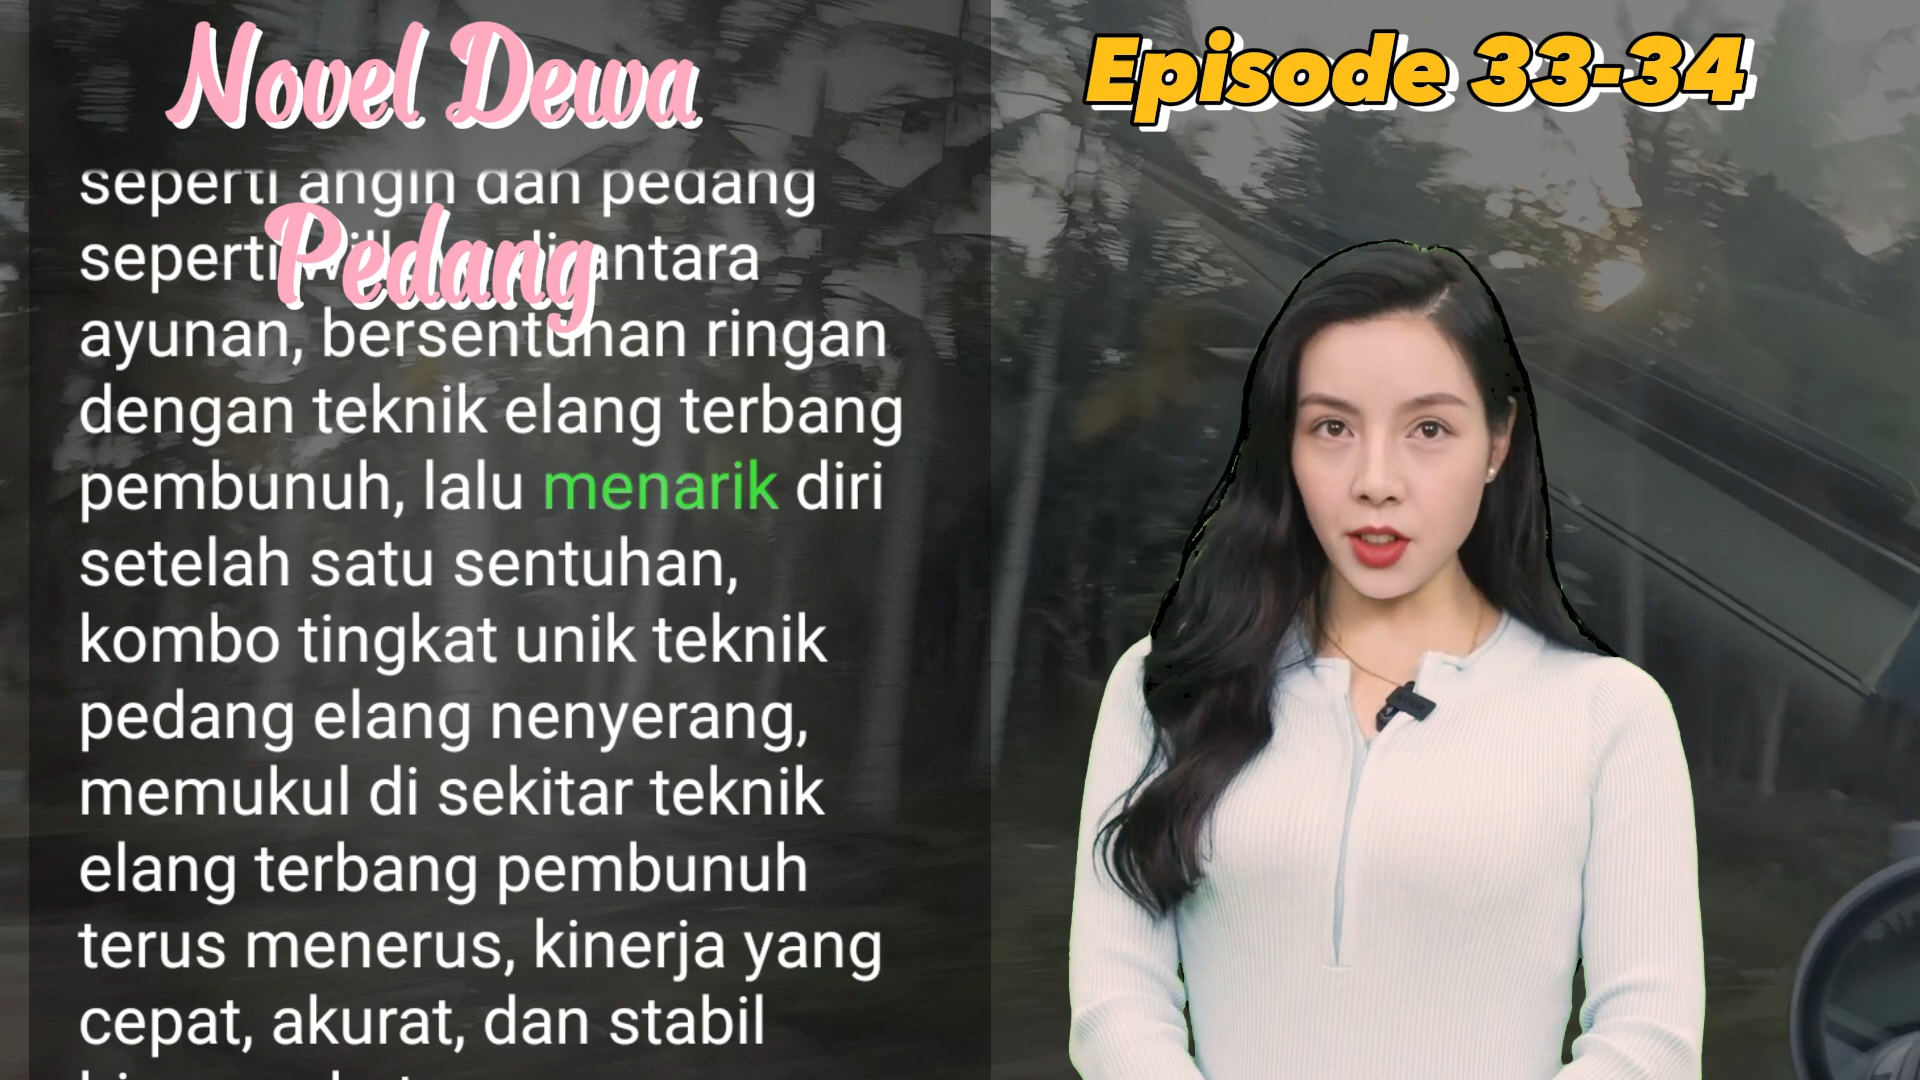 Novel Dewa
Pedang
Episode 33-34
seperti angin dan pedang
seperti diantara
ayunan, bersentuhan ringan
dengan teknik elang terbang
pembunuh, lalu menarik diri
setelah satu sentuhan,
kombo tingkat unik teknik
pedang elang nenyerang,
memukul di sekitar teknik
elang terbang pembunuh
terus menerus, kinerja yang
cepat, akurat, dan stabil